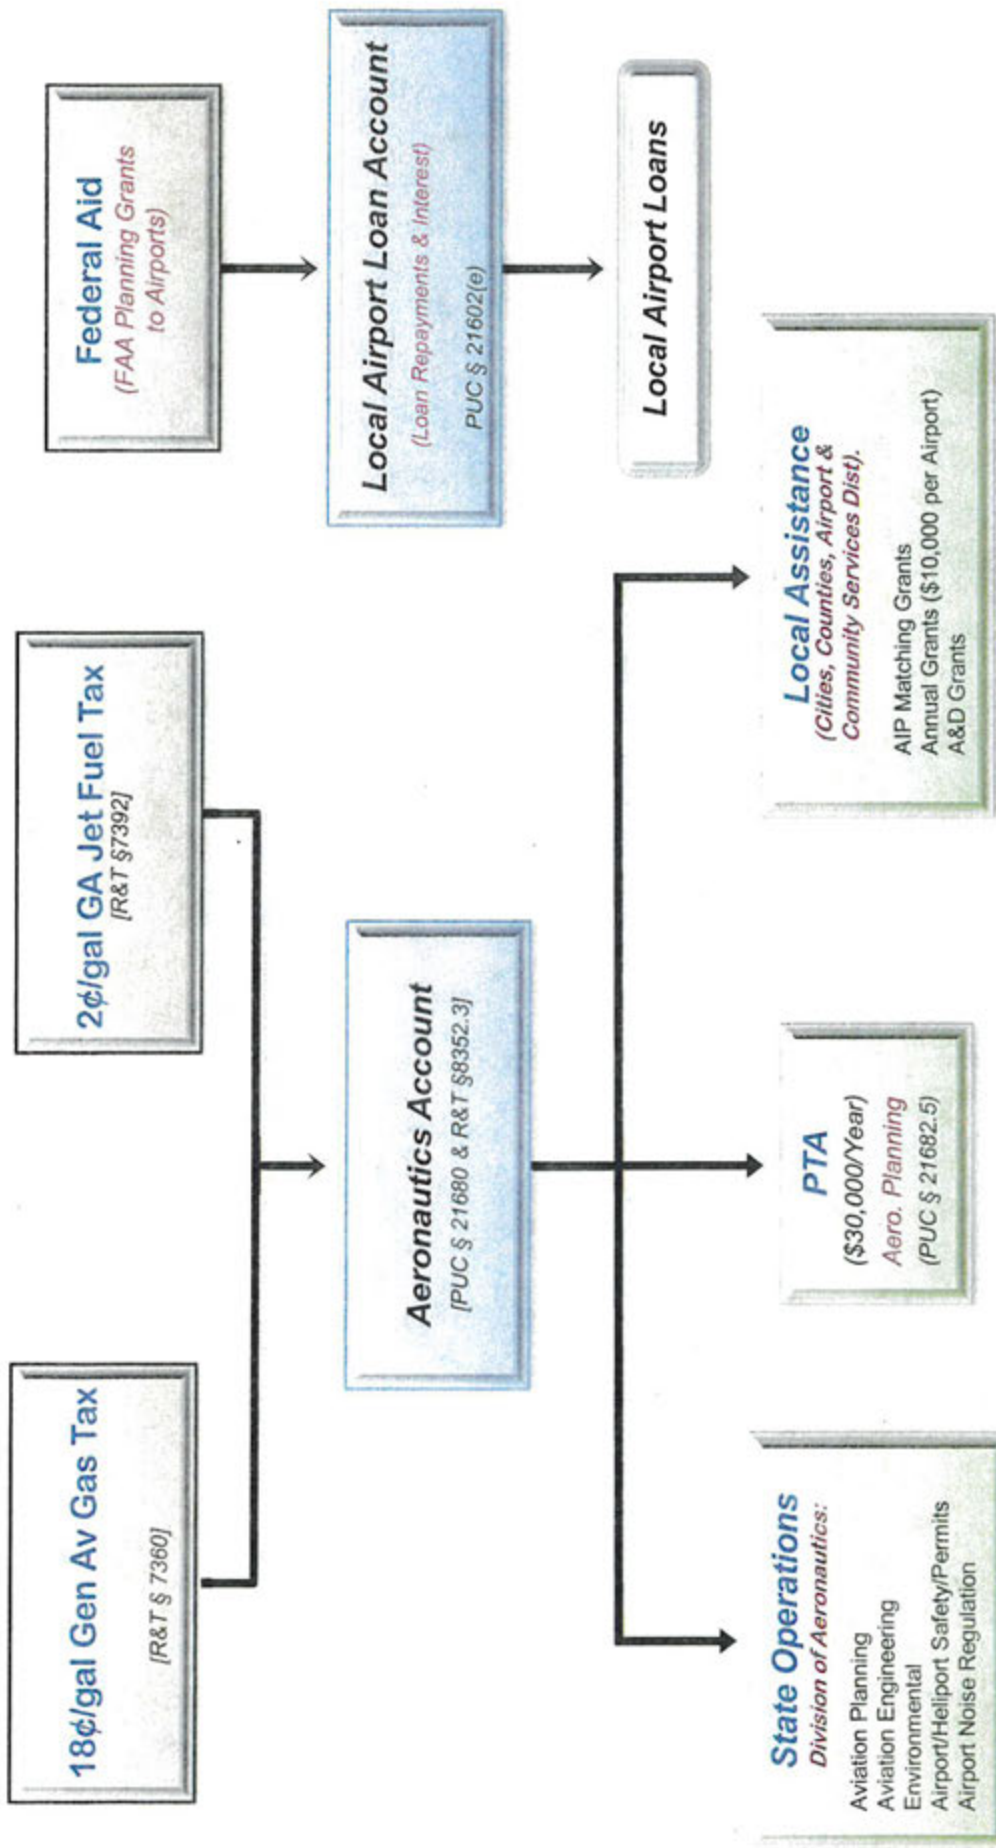 18¢/gal Gen Av Gas Tax
[R&T § 7360]
2¢/gal GA Jet Fuel Tax
[R&T §7392]
Federal Aid
(FAA Planning Grants
to Airports)
Aeronautics Account
[PUC § 21680 & R&T §8352.3]
Local Airport Loan Account
(Loan Repayments & Interest)
PUC § 21602(e)
Local Airport Loans
State Operations
Division of Aeronautics:
Aviation Planning
Aviation Engineering
Environmental
Airport/Heliport Safety/Permits
Airport Noise Regulation
PTA
($30,000/Year)
Aero. Planning
(PUC § 21682.5)
Local Assistance
(Cities, Counties, Airport &
Community Services Dist).
AIP Matching Grants
Annual Grants ($10,000 per Airport)
A&D Grants